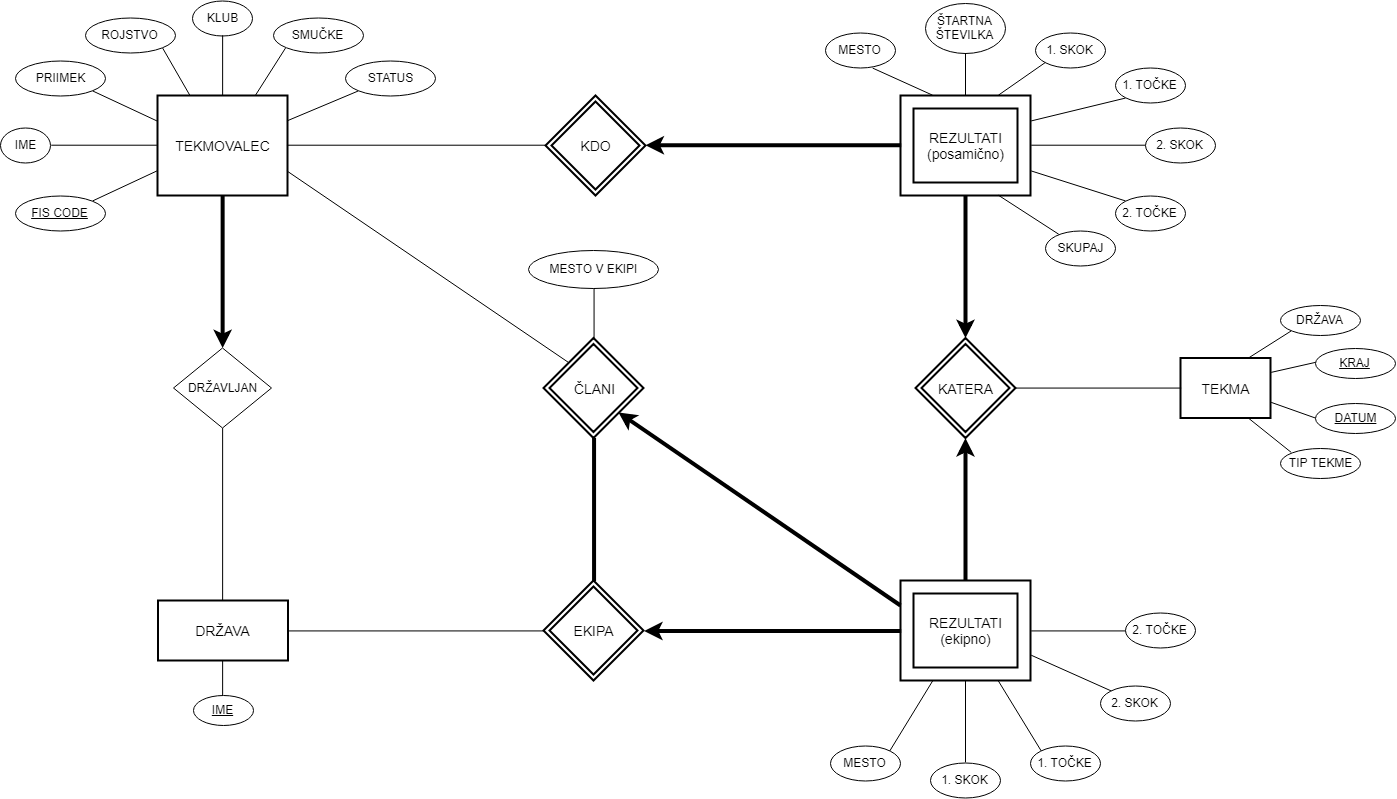 KLUB
ROJSTVO
SMUČKE
PRIIMEK
STATUS
IME
TEKMOVALEC
FIS CODE
KDO
ŠTARTNA
ŠTEVILKA
MESTO
1. SKOK
1. TOČKE
REZULTATI
(posamično)
2. SKOK
2. TOČKE
SKUPAJ
MESTO V EKIPI
DRŽAVLJAN
ČLANI
KATERA
TEKMA
DRŽAVA
KRAJ
DATUM
TIP TEKME
DRŽAVA
IME
EKIPA
REZULTATI
(ekipno)
2. TOČKE
2. SKOK
MESTO
1. SKOK
1. TOČKE